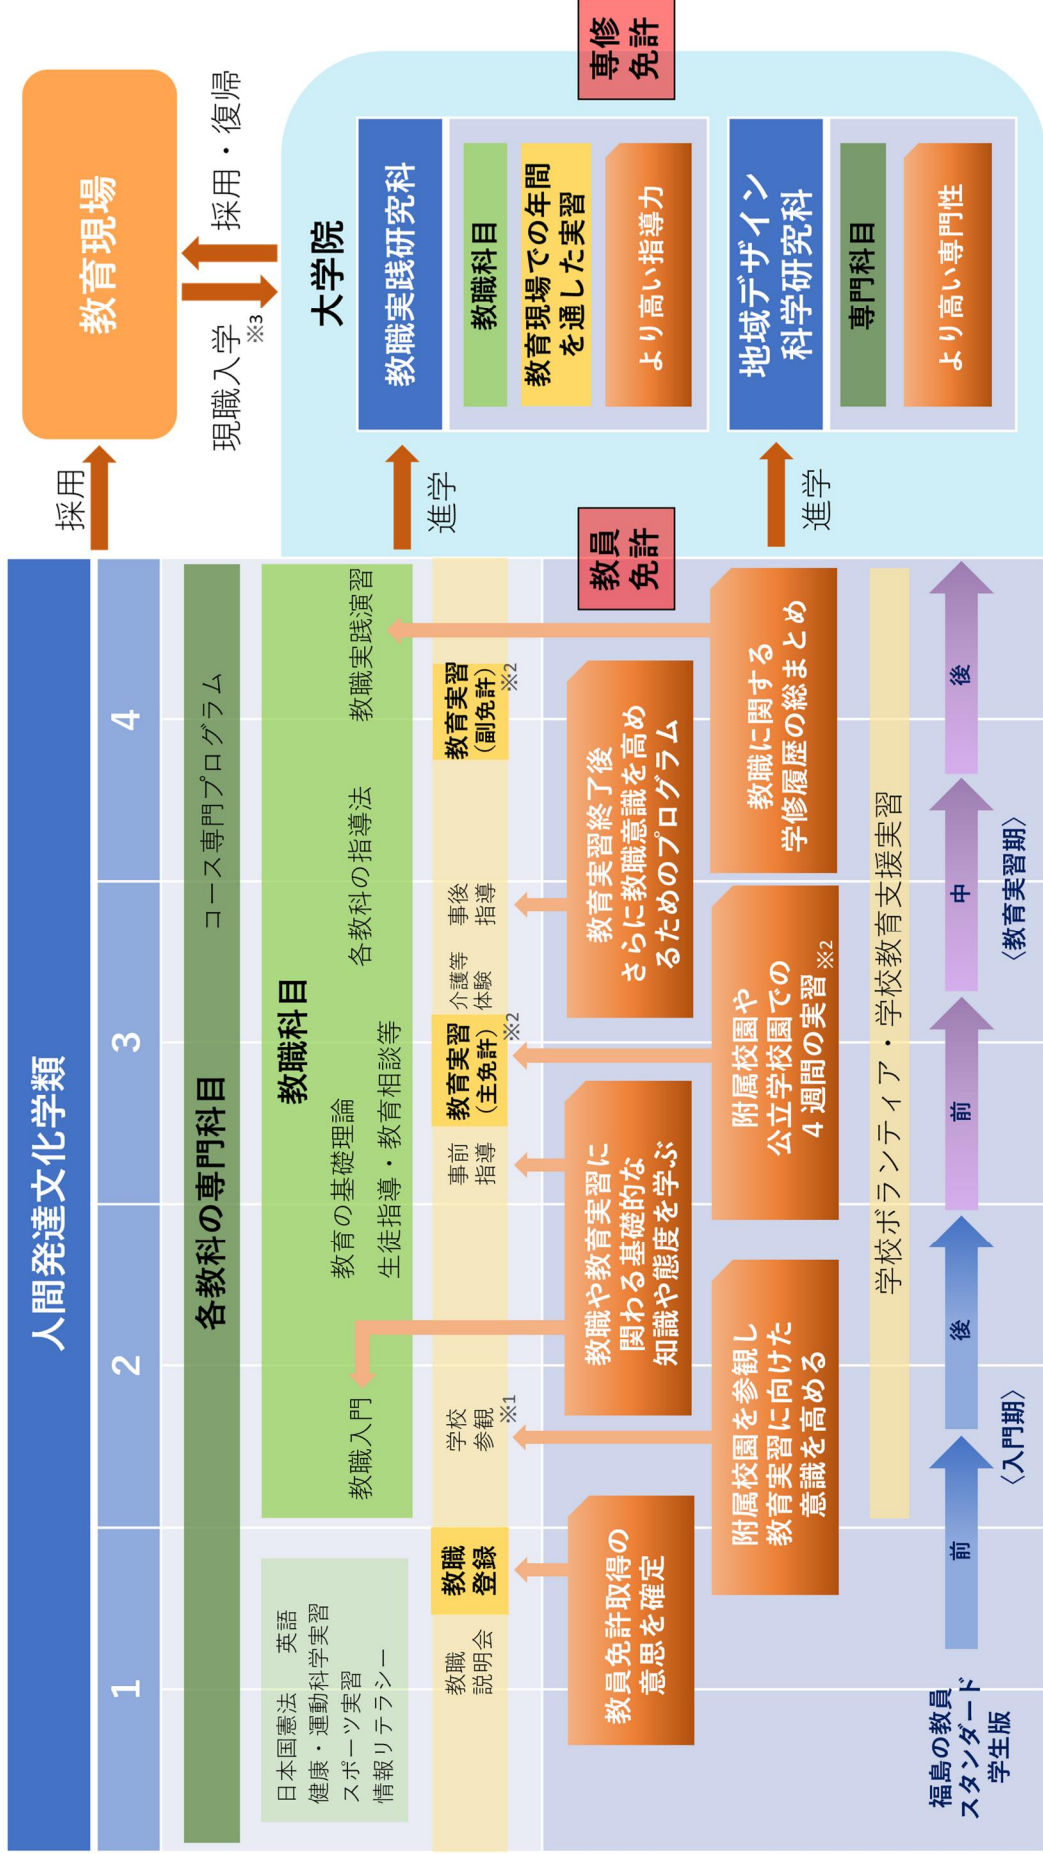 人間発達文化学類
1
2
3
4
各教科の専門科目
コース専門プログラム
日本国憲法 英語
健康・運動科学実習
スポーツ実習
情報リテラシー
教職科目
教育の基礎理論
教職入門
生徒指導・教育相談等
各教科の指導法
教職実践演習
教職
説明会
教職
登録
学校
参観
※1
事前
指導
教育実習
（主免許）
※2
介護等
体験
事後
指導
教育実習
（副免許）
※2
教員免許取得の
意思を確定
教職や教育実習に
関わる基礎的な
知識や態度を学ぶ
教育実習終了後
さらに教職意識を高め
るためのプログラム
附属校園を参観し
教育実習に向けた
意識を高める
附属校園や
公立学校園での
4週間の実習※2
教職に関する
学修履歴の総まとめ
学校ボランティア・学校教育支援実習
福島の教員
スタンダード
学生版
前
後
前
中
後
〈入門期〉
〈教育実習期〉
教員
免許
採用
教育現場
現職入学
※3
採用・復帰
大学院
進学
教職実践研究科
教職科目
教育現場での年間
を通した実習
より高い指導力
専修
免許
進学
地域デザイン
科学研究科
専門科目
より高い専門性